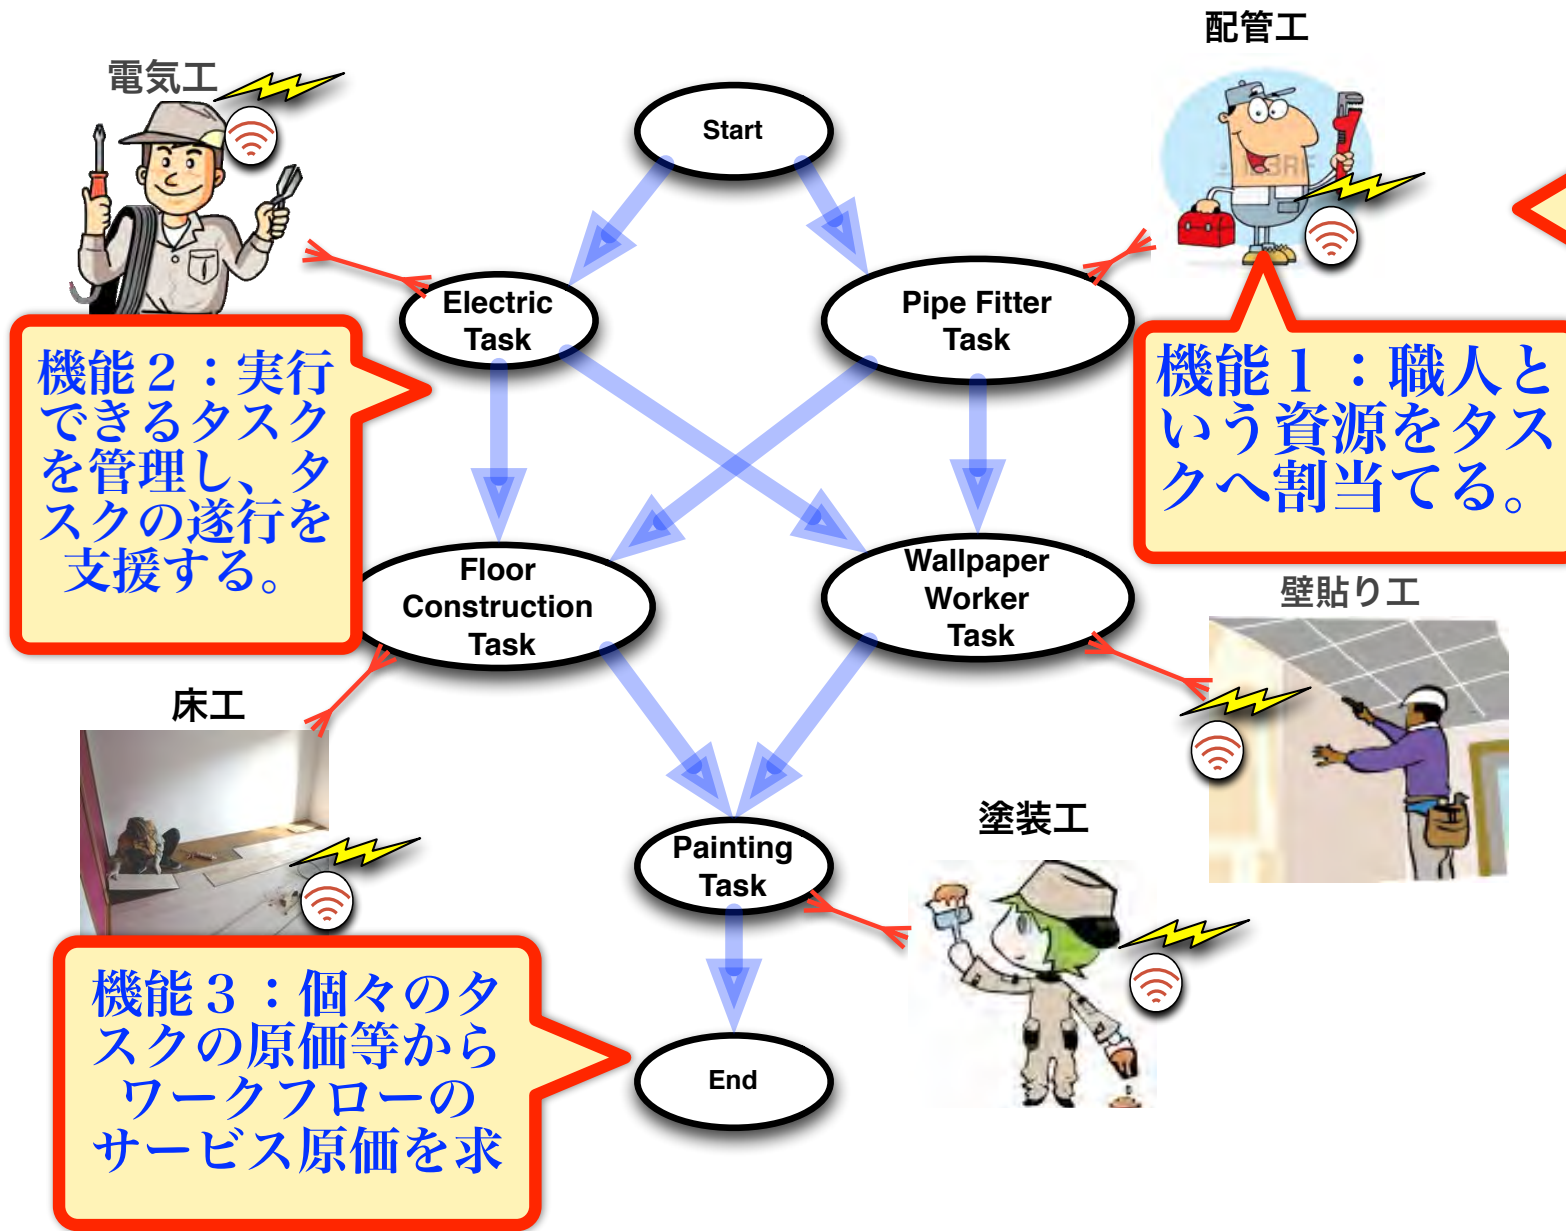 配管工
電気工
Start
Electric
Task
Pipe Fitter
Task
機能２：実行
できるタスク
を管理し、タ
スクの遂行を
支援する。
機能１：職人と
いう資源をタス
クへ割当てる。
Floor
Construction
Task
Wallpaper
Worker
Task
壁貼り工
床工
塗装工
Painting
Task
機能３：個々のタ
スクの原価等から
ワークフローの
サービス原価を求
End